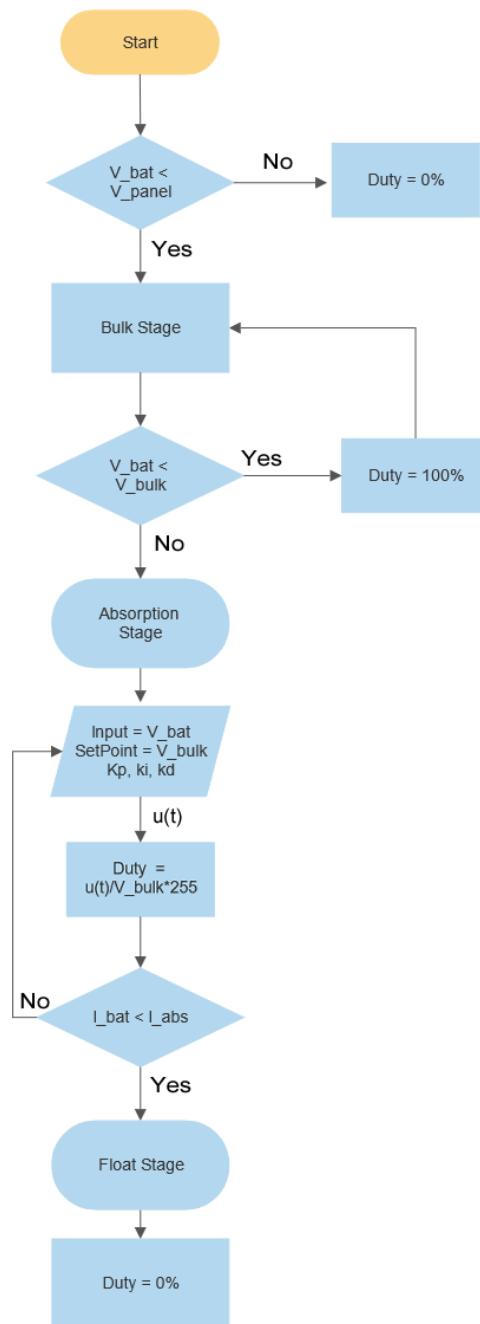 Start
V_bat <
V_panel
No
Duty = 0%
Yes
Bulk Stage
V_bat <
V_bulk
Yes
Duty = 100%
No
Absorption
Stage
Input = V_bat
SetPoint = V_bulk
Kp, ki, kd
u(t)
Duty =
u(t)/V_bulk*255
No
I_bat < I_abs
Yes
Float Stage
Duty = 0%